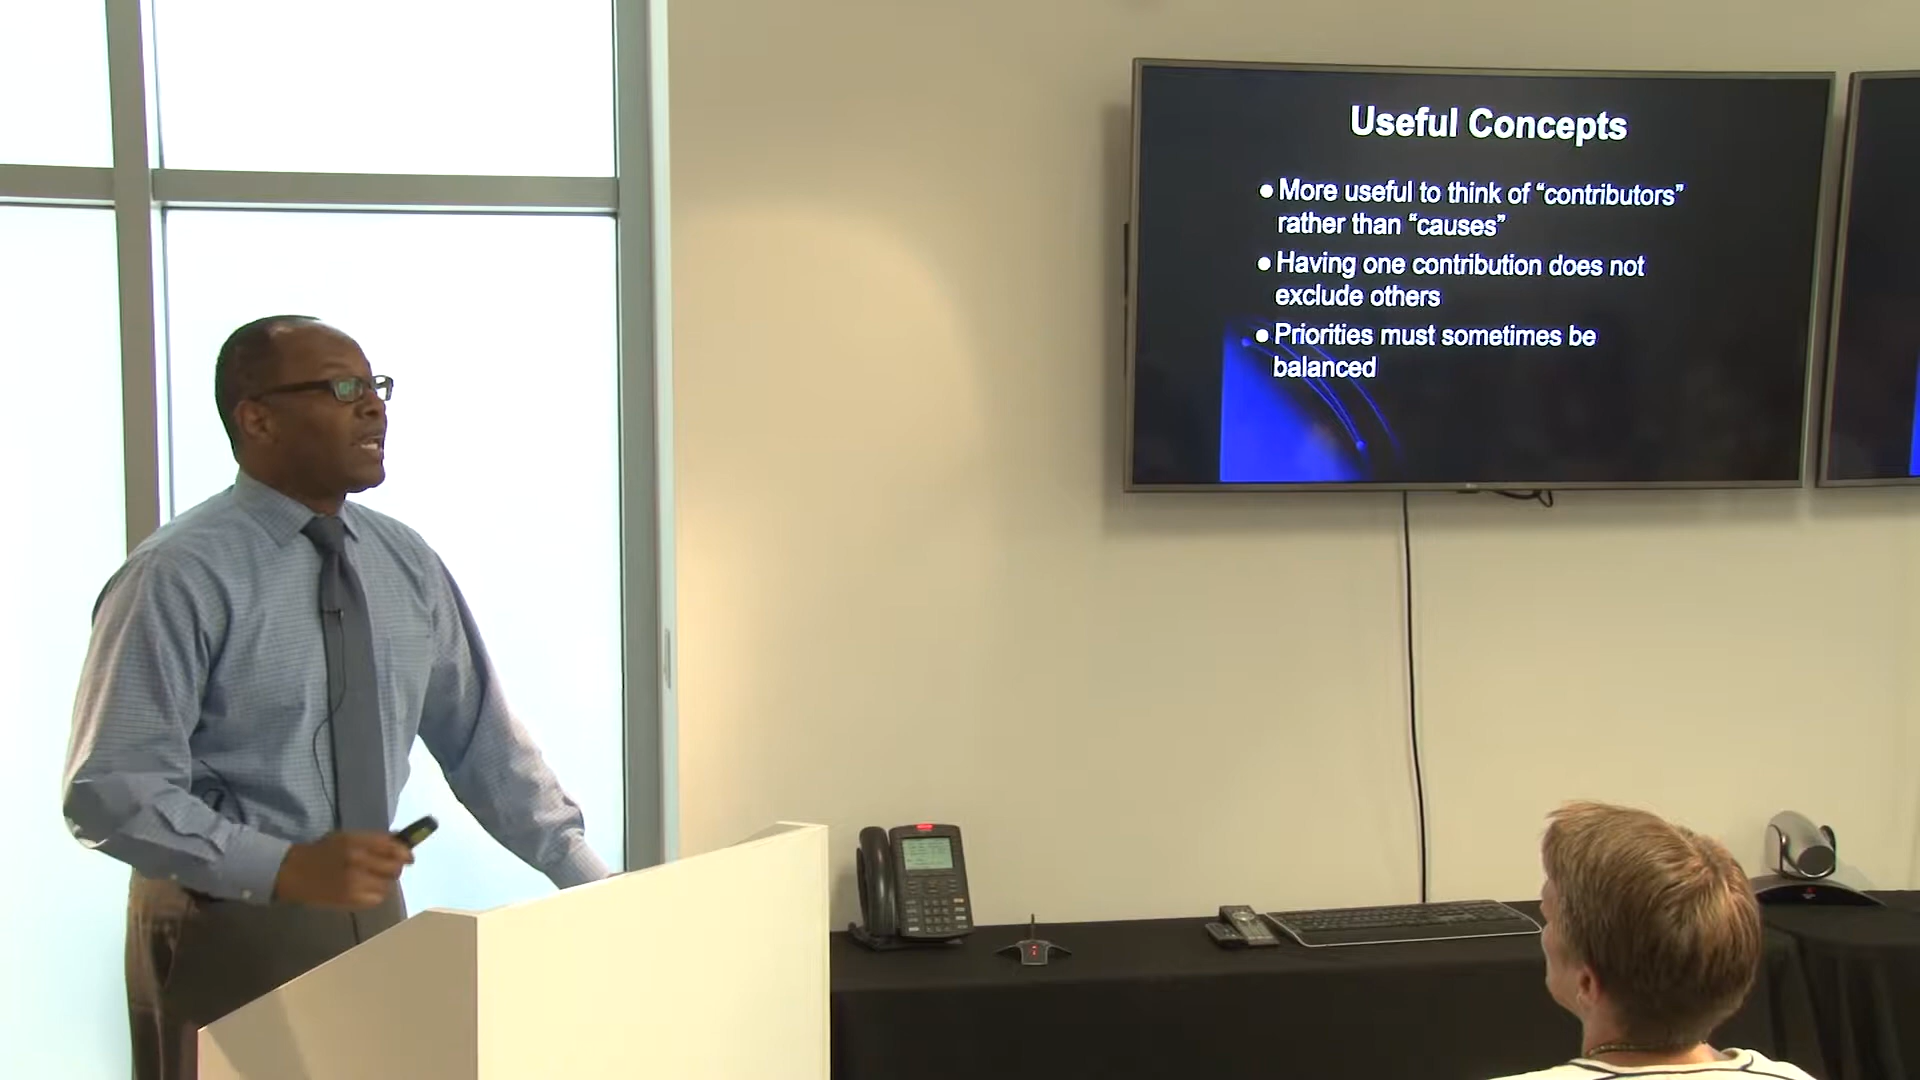 Useful Concepts
● More useful to think of “contributors”
rather than “causes”
● Having one contribution does not
exclude others
● Priorities must sometimes be
balanced